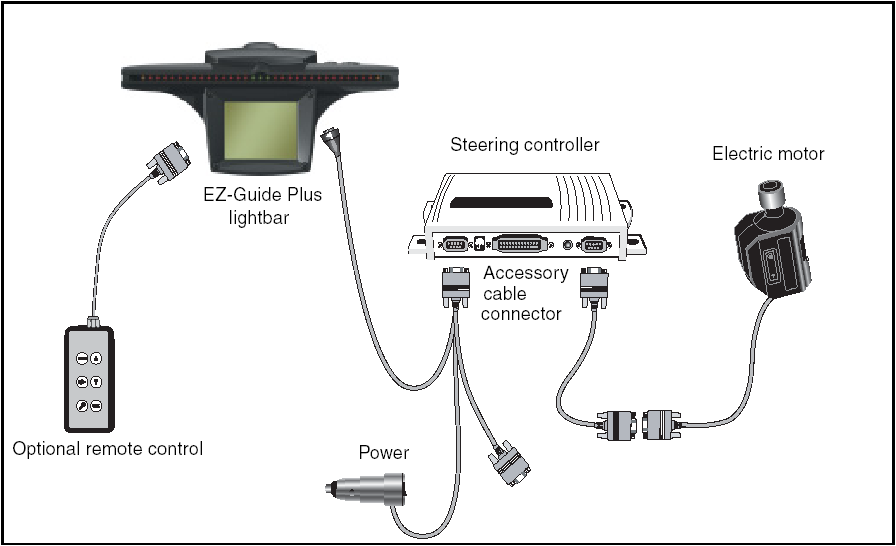 Steering controller
Electric motor
EZ-Guide Plus
lightbar
Accessory
cable
connector
Optional remote control
Power